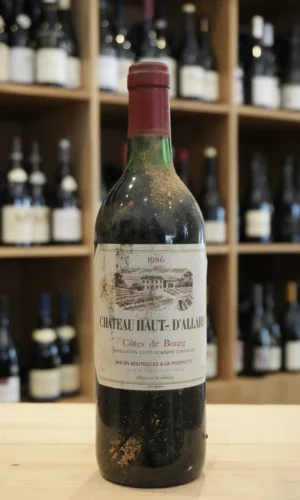 1986
CHATEAU HAUT-D'ALLARD
Côtes de Bourg
APPELLATION CÔTES DE BOURG CONTRÔLÉE
MIS EN BOUTEILLES A LA PROPRIÉTÉ